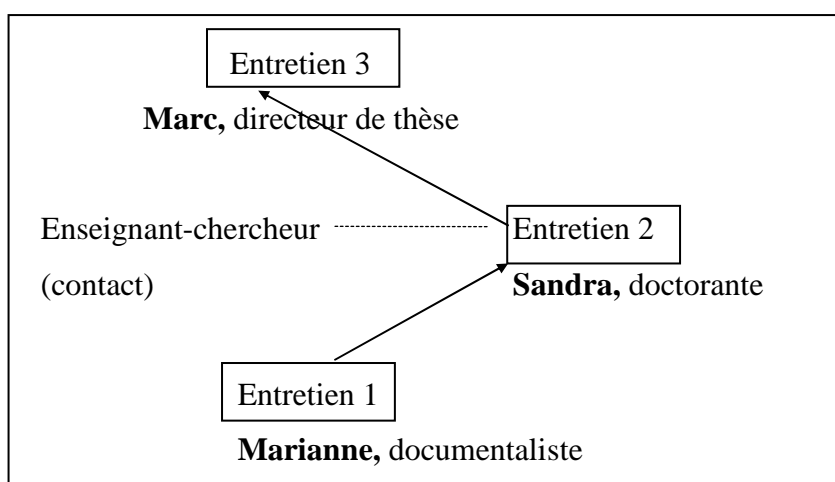 Entretien 3
Marc, directeur de thèse
Enseignant-chercheur
(contact)
Entretien 2
Sandra, doctorante
Entretien 1
Marianne, documentaliste